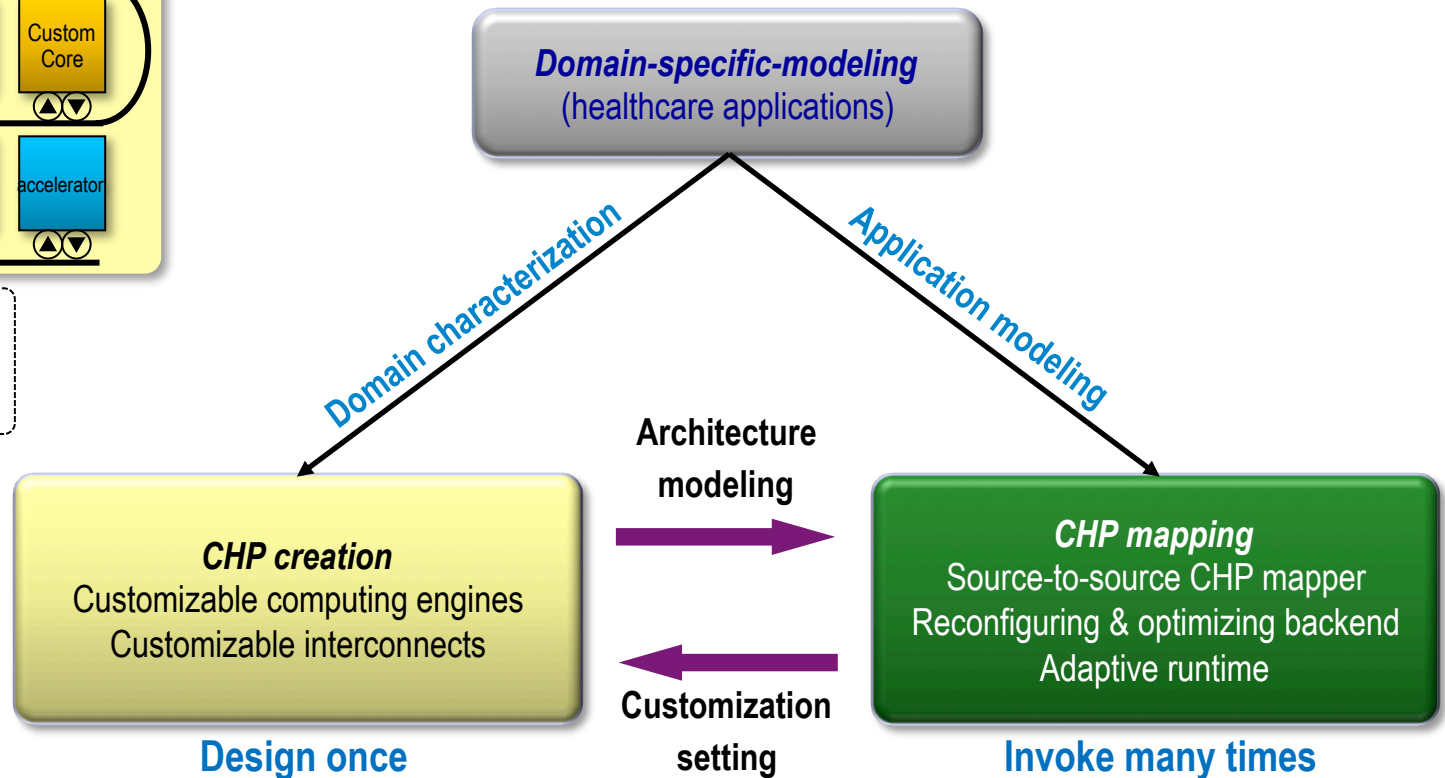 Custom
Core
accelerator
Domain-specific-modeling
(healthcare applications)
Domain characterization
Application modeling
Architecture
modeling
CHP creation
Customizable computing engines
Customizable interconnects
CHP mapping
Source-to-source CHP mapper
Reconfiguring & optimizing backend
Adaptive runtime
Customization
setting
Design once
Invoke many times